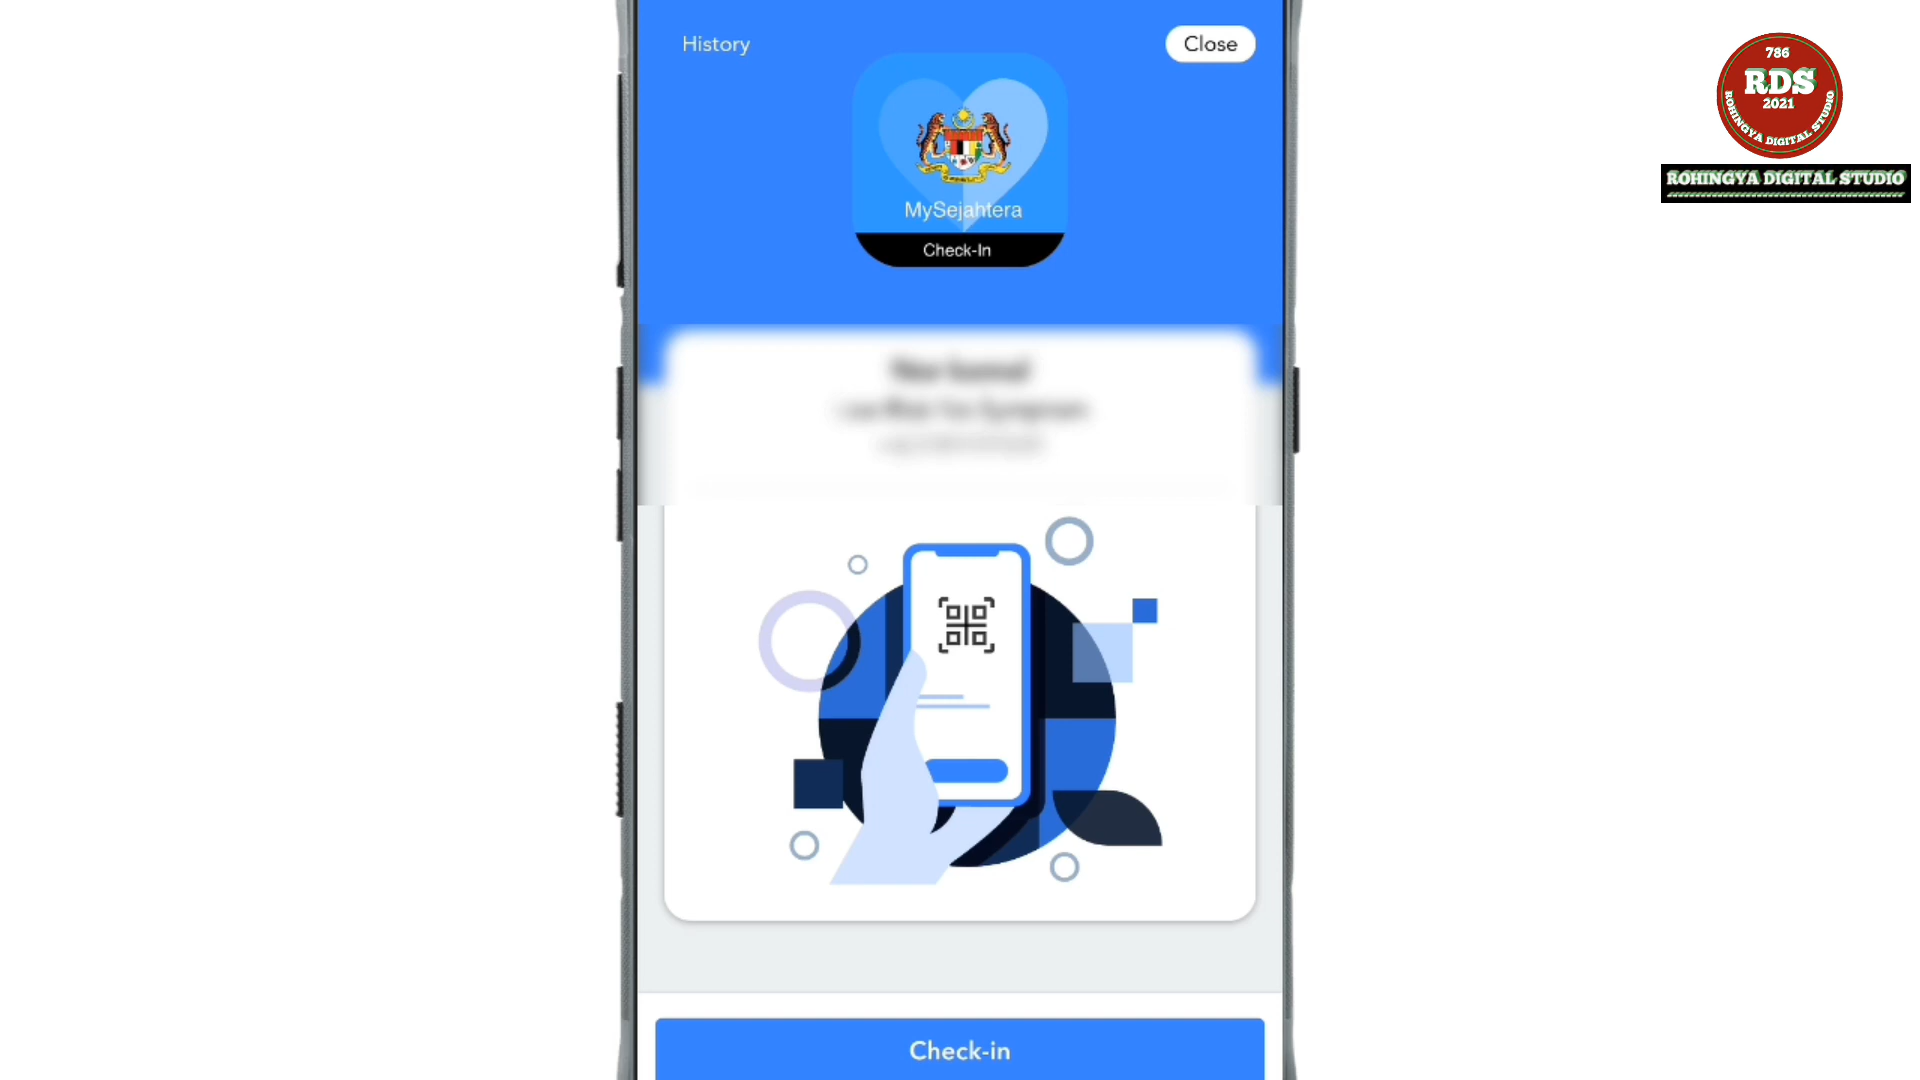 History
Close
MySejahtera
Check-In
Check-in
786
RDS
2021
ROHINGYA DIGITAL STUDIO
ROHINGYA DIGITAL STUDIO